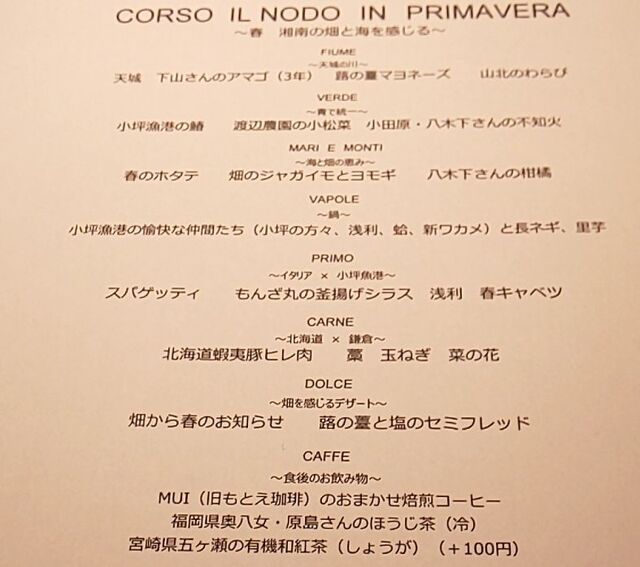 CORSO IL NODO IN PRIMAVERA
～春 湘南の畑と海を感じる～
FIUME
～天城の川～
天城 下山さんのアマゴ（3年） 蕗の薹マヨネーズ 山北のわらび
VERDE
～青で統一～
小坪漁港の鰆 渡辺農園の小松菜 小田原・八木下さんの不知火
MARI E MONTI
～海と畑の恵み～
春のホタテ 畑のジャガイモとヨモギ 八木下さんの柑橘
VAPOLE
～鍋～
小坪漁港の愉快な仲間たち（小坪の方々、浅利、蛤、新ワカメ）と長ネギ、里芋
PRIMO
～イタリア × 小坪魚港～
スパゲッティ もんざ丸の釜揚げシラス 浅利 春キャベツ
CARNE
～北海道 × 鎌倉～
北海道蝦夷豚ヒレ肉 藁 玉ねぎ 菜の花
DOLCE
～畑を感じるデザート～
畑から春のお知らせ 蕗の薹と塩のセミフレッド
CAFFE
～食後のお飲み物～
MUI（旧もとえ珈琲）のおまかせ焙煎コーヒー
福岡県奥八女・原島さんのほうじ茶（冷）
宮崎県五ヶ瀬の有機和紅茶（しょうが）（＋100円）